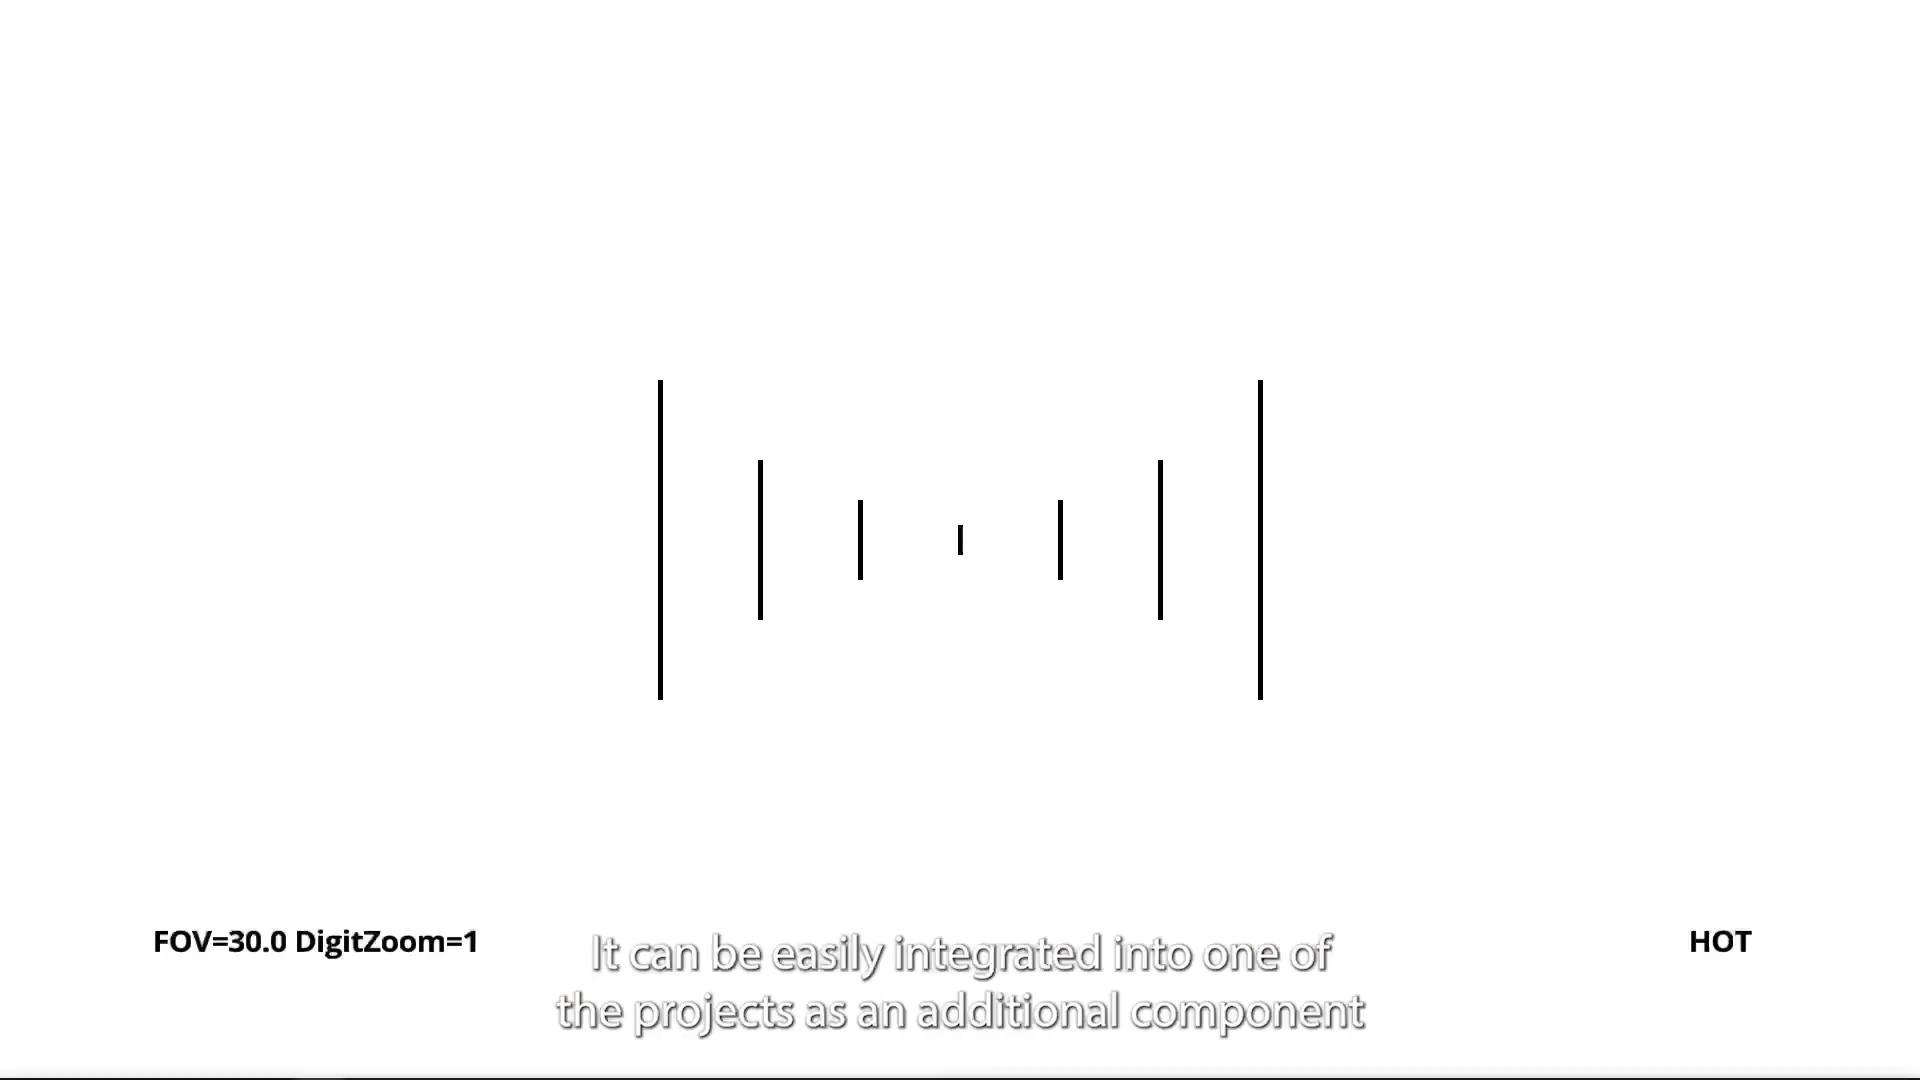 FOV=30.0 DigitZoom=1
HOT
It can be easily integrated into one of
the projects as an additional component